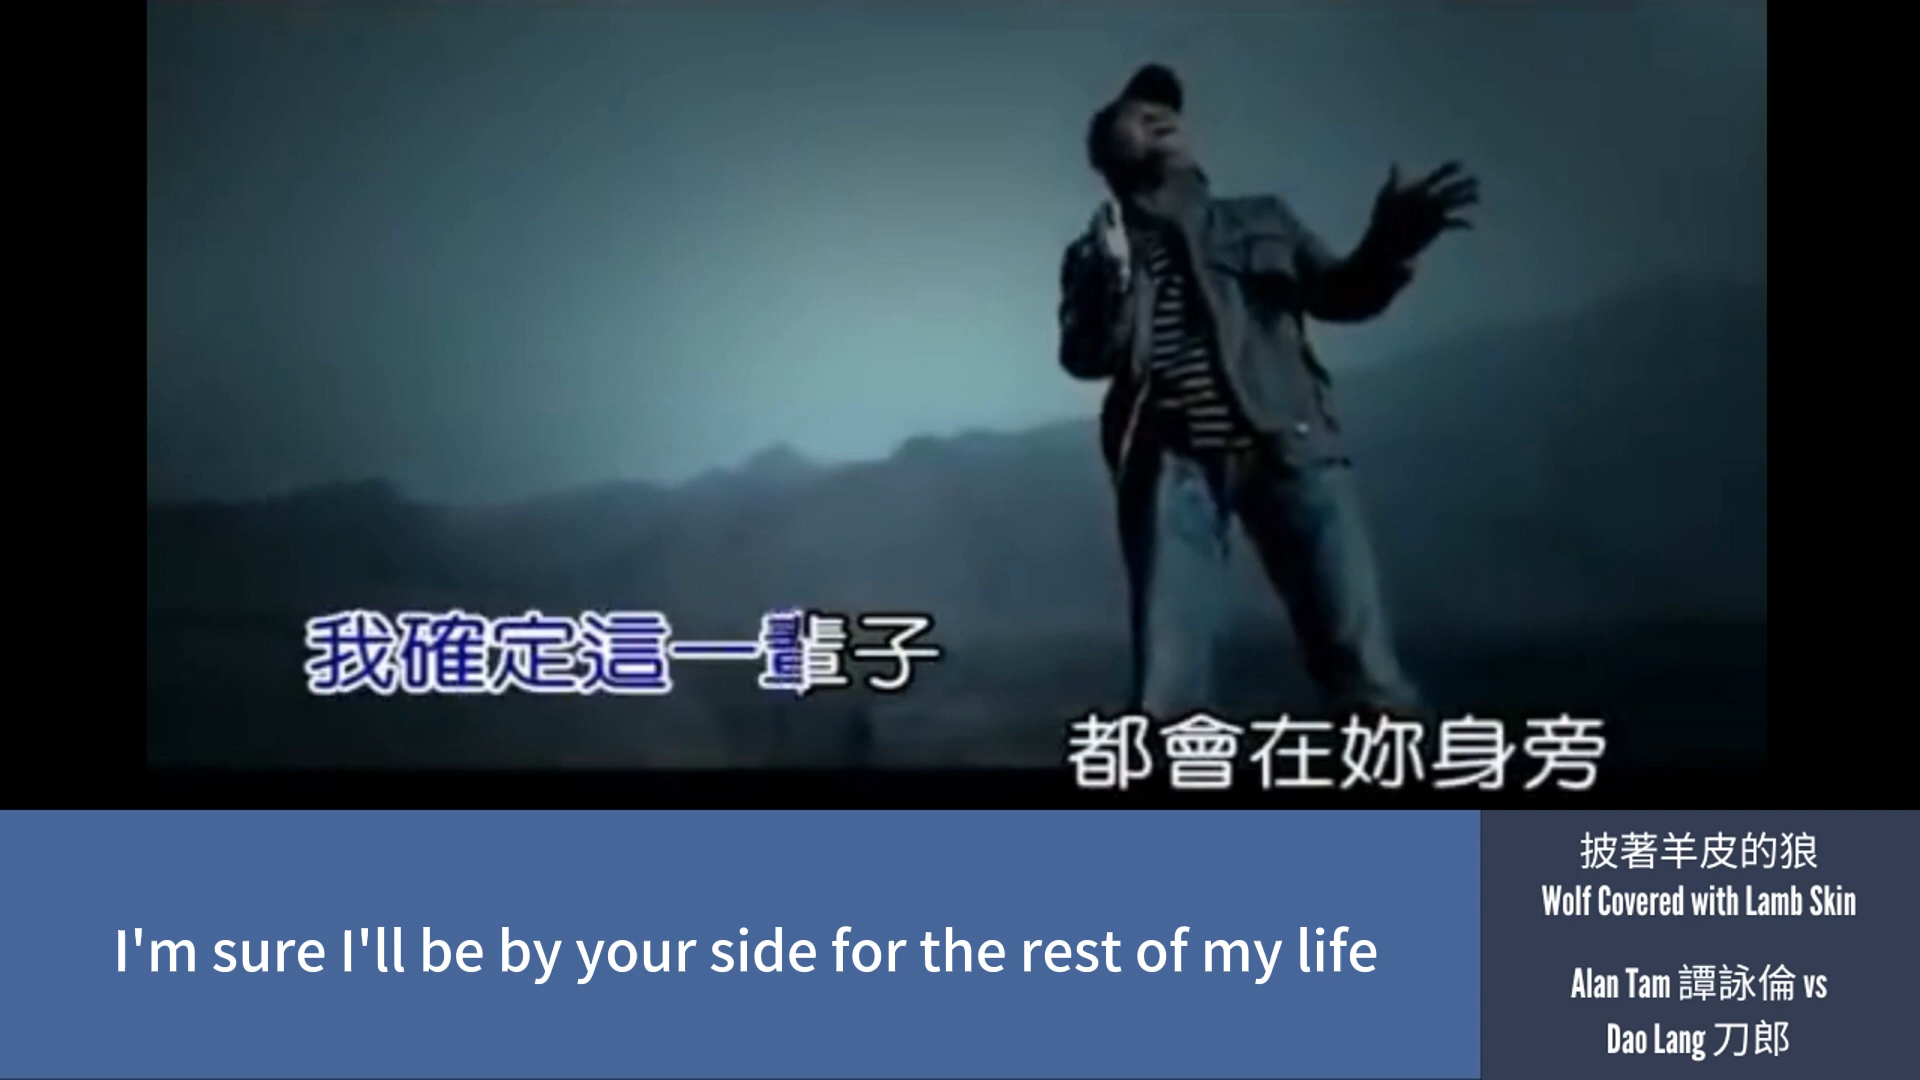 我確定這一輩子
都會在妳身旁
I'm sure I'll be by your side for the rest of my life
披著羊皮的狼
Wolf Covered with Lamb Skin
Alan Tam 譚詠倫 vs
Dao Lang 刀郎